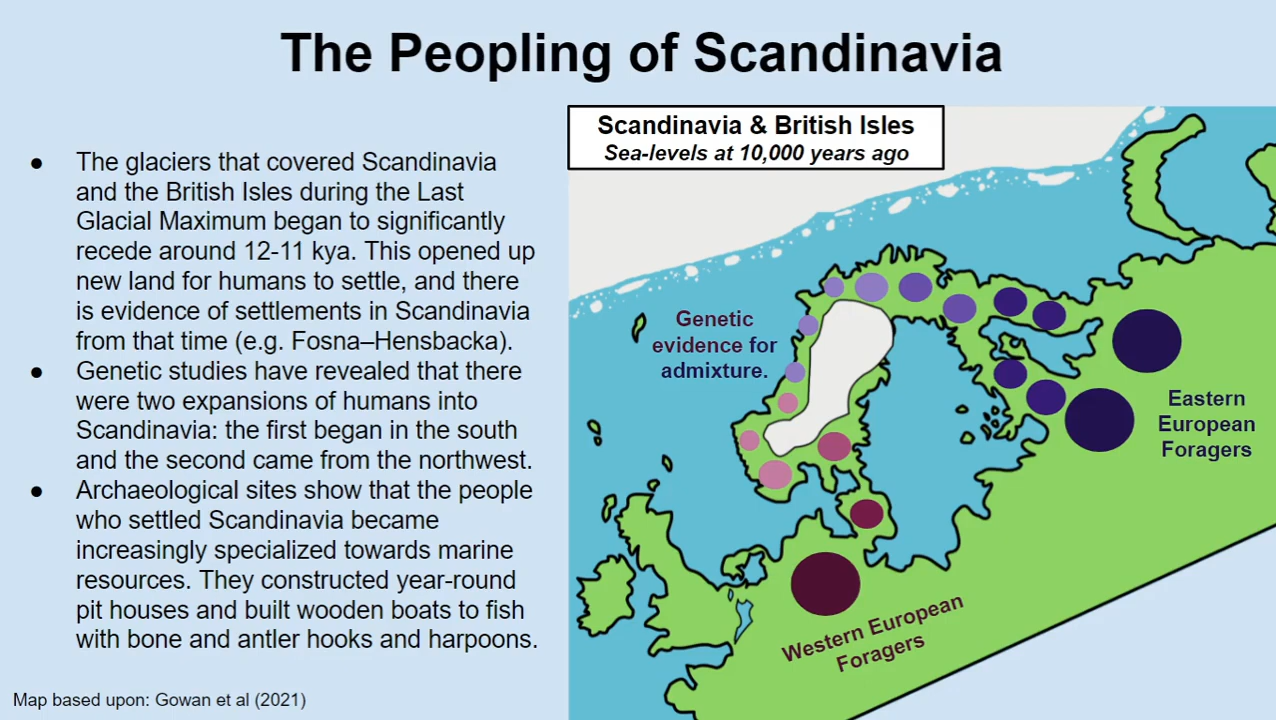 The Peopling of Scandinavia
● The glaciers that covered Scandinavia
and the British Isles during the Last
Glacial Maximum began to significantly
recede around 12-11 kya. This opened up
new land for humans to settle, and there
is evidence of settlements in Scandinavia
from that time (e.g. Fosna–Hensbacka).
● Genetic studies have revealed that there
were two expansions of humans into
Scandinavia: the first began in the south
and the second came from the northwest.
● Archaeological sites show that the people
who settled Scandinavia became
increasingly specialized towards marine
resources. They constructed year-round
pit houses and built wooden boats to fish
with bone and antler hooks and harpoons.
Map based upon: Gowan et al (2021)
Scandinavia & British Isles
Sea-levels at 10,000 years ago
Genetic
evidence for
admixture.
Eastern
European
Foragers
Western European
Foragers